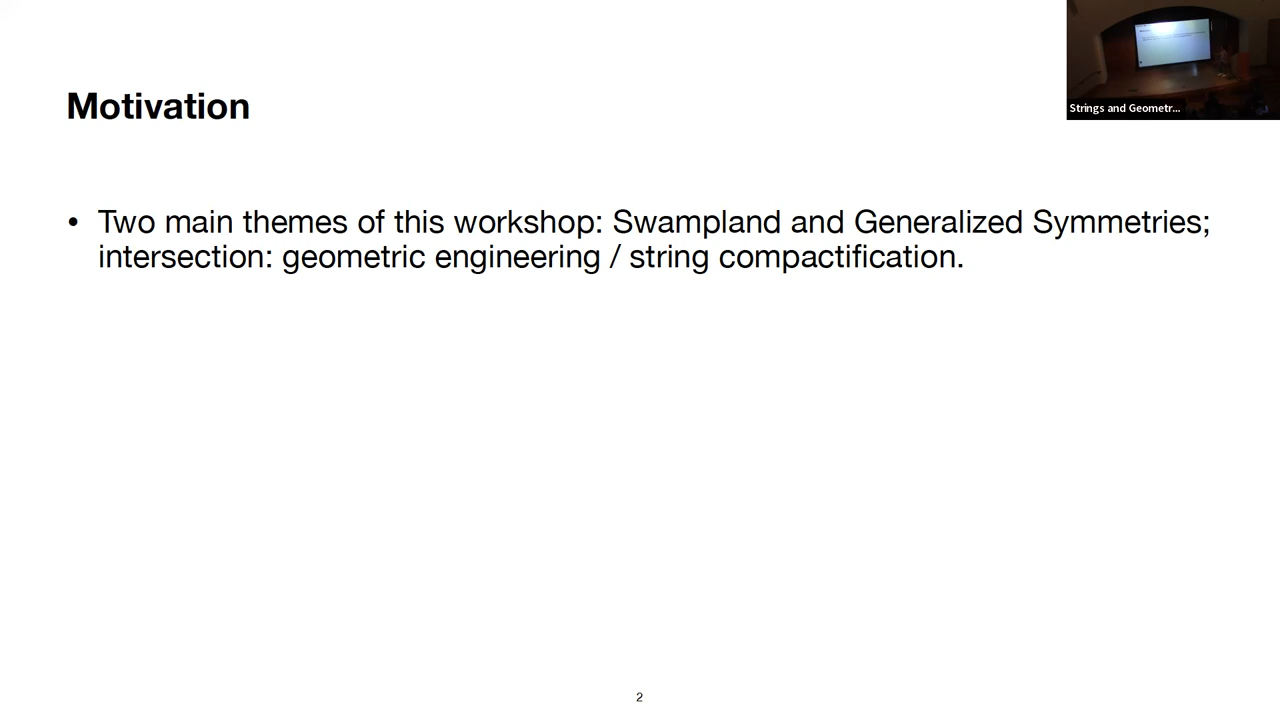 Strings and Geometr...
Motivation
• Two main themes of this workshop: Swampland and Generalized Symmetries;
intersection: geometric engineering / string compactification.
2